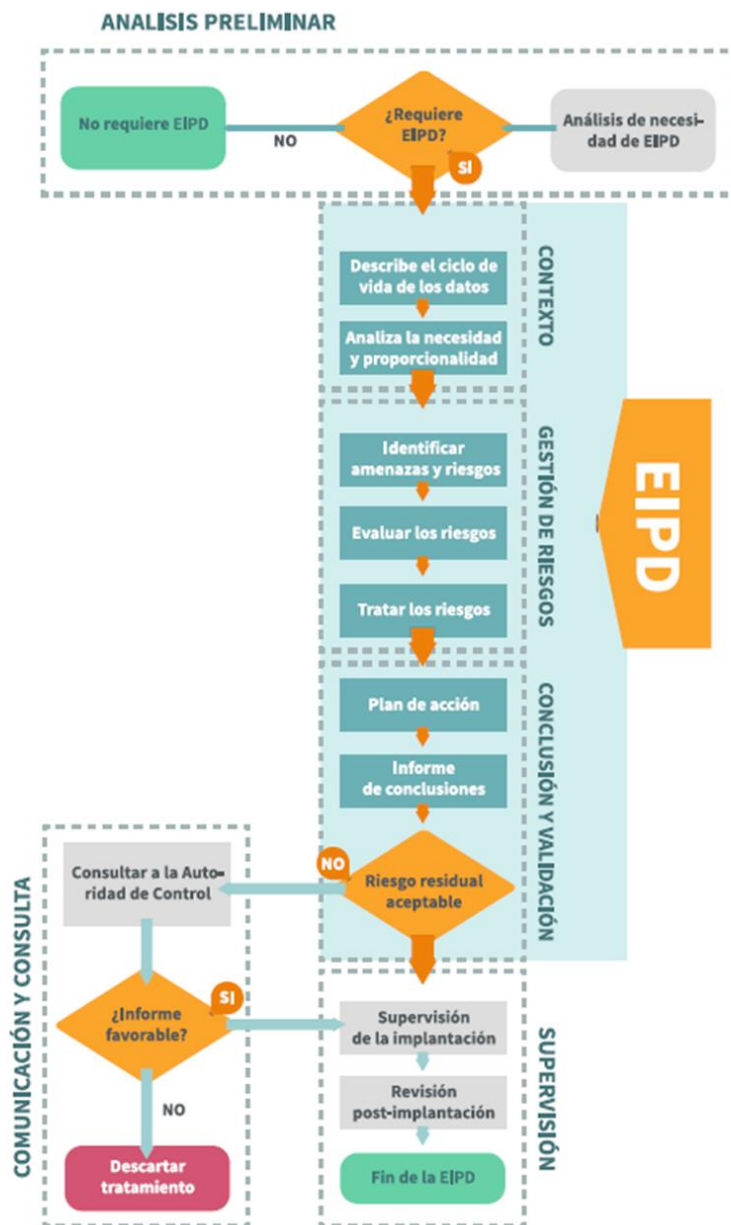 ANALISIS PRELIMINAR
No requiere EIPD
NO
¿Requiere
EIPD?
SI
Análisis de necesi-
dad de EIPD
CONTEXTO
Describe el ciclo de
vida de los datos
Analiza la necesidad
y proporcionalidad
GESTIÓN DE RIESGOS
Identificar
amenazas y riesgos
Evaluar los riesgos
Tratar los riesgos
EIPD
CONCLUSIÓN Y VALIDACIÓN
Plan de acción
Informe
de conclusiones
Riesgo residual
aceptable
NO
COMUNICACIÓN Y CONSULTA
Consultar a la Auto-
ridad de Control
¿Informe
favorable?
SI
NO
Descartar
tratamiento
SUPERVISIÓN
Supervisión
de la implantación
Revisión
post-implantación
Fin de la EIPD